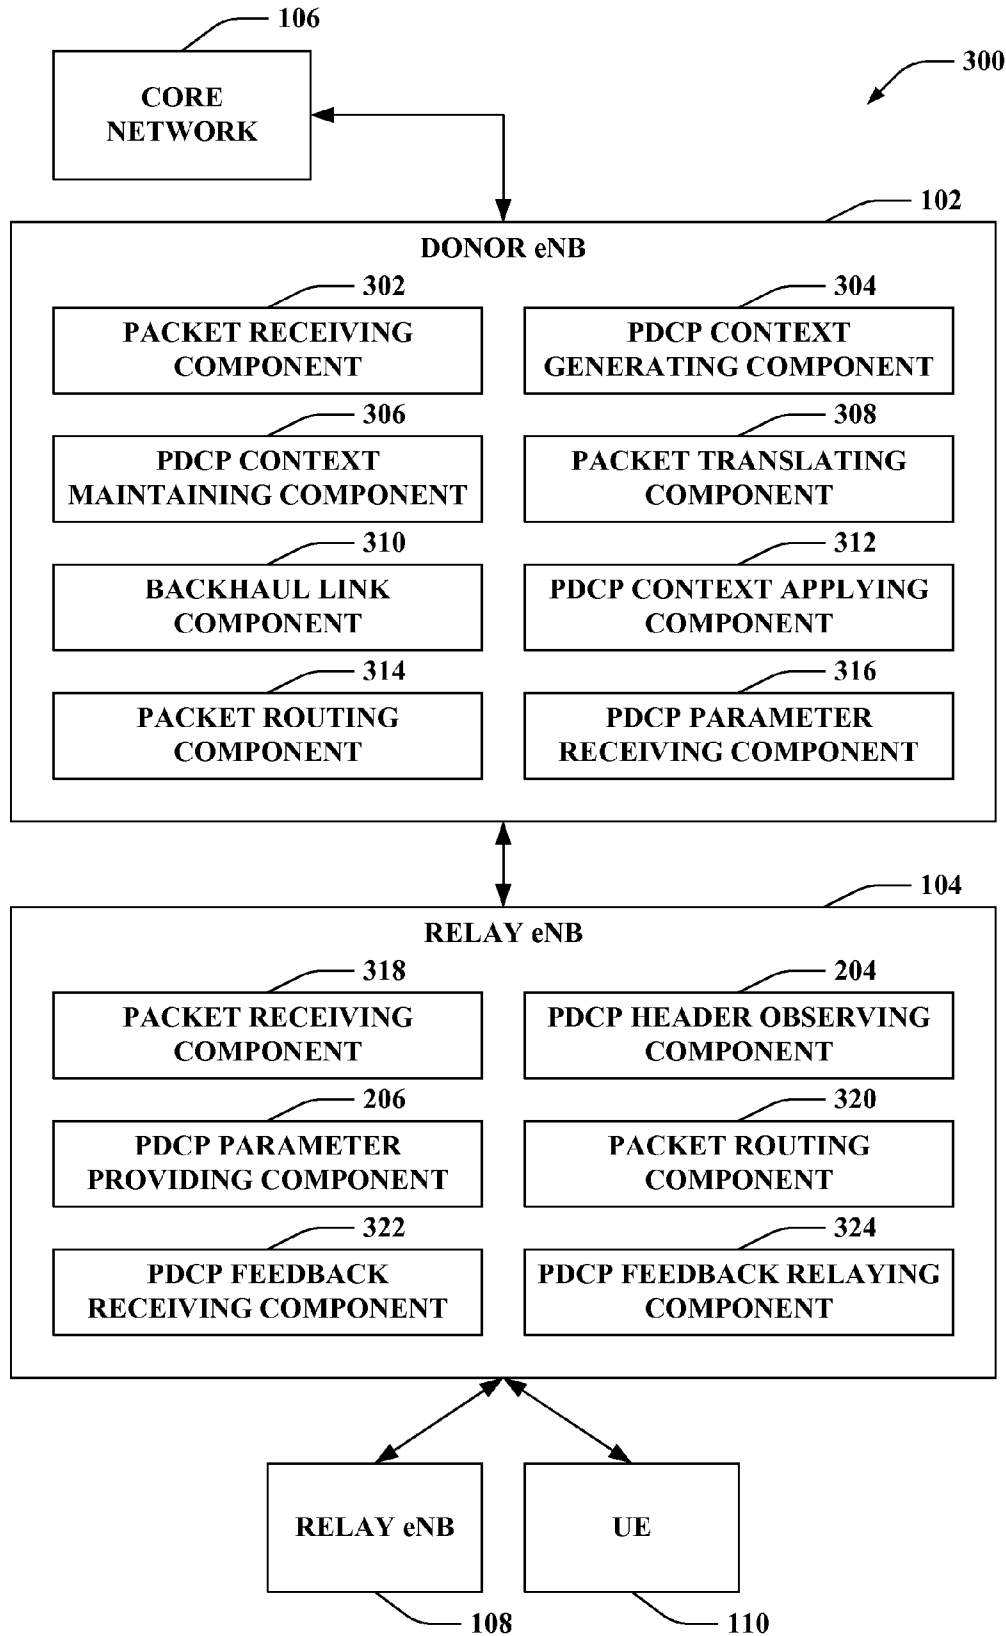 106
300
CORE
NETWORK
102
DONOR eNB
302
304
PACKET RECEIVING
COMPONENT
PDCP CONTEXT
GENERATING COMPONENT
306
308
PDCP CONTEXT
MAINTAINING COMPONENT
PACKET TRANSLATING
COMPONENT
310
312
BACKHAUL LINK
COMPONENT
PDCP CONTEXT APPLYING
COMPONENT
314
316
PACKET ROUTING
COMPONENT
PDCP PARAMETER
RECEIVING COMPONENT
104
RELAY eNB
318
204
PACKET RECEIVING
COMPONENT
PDCP HEADER OBSERVING
COMPONENT
206
320
PDCP PARAMETER
PROVIDING COMPONENT
PACKET ROUTING
COMPONENT
322
324
PDCP FEEDBACK
RECEIVING COMPONENT
PDCP FEEDBACK RELAYING
COMPONENT
RELAY eNB
UE
108
110